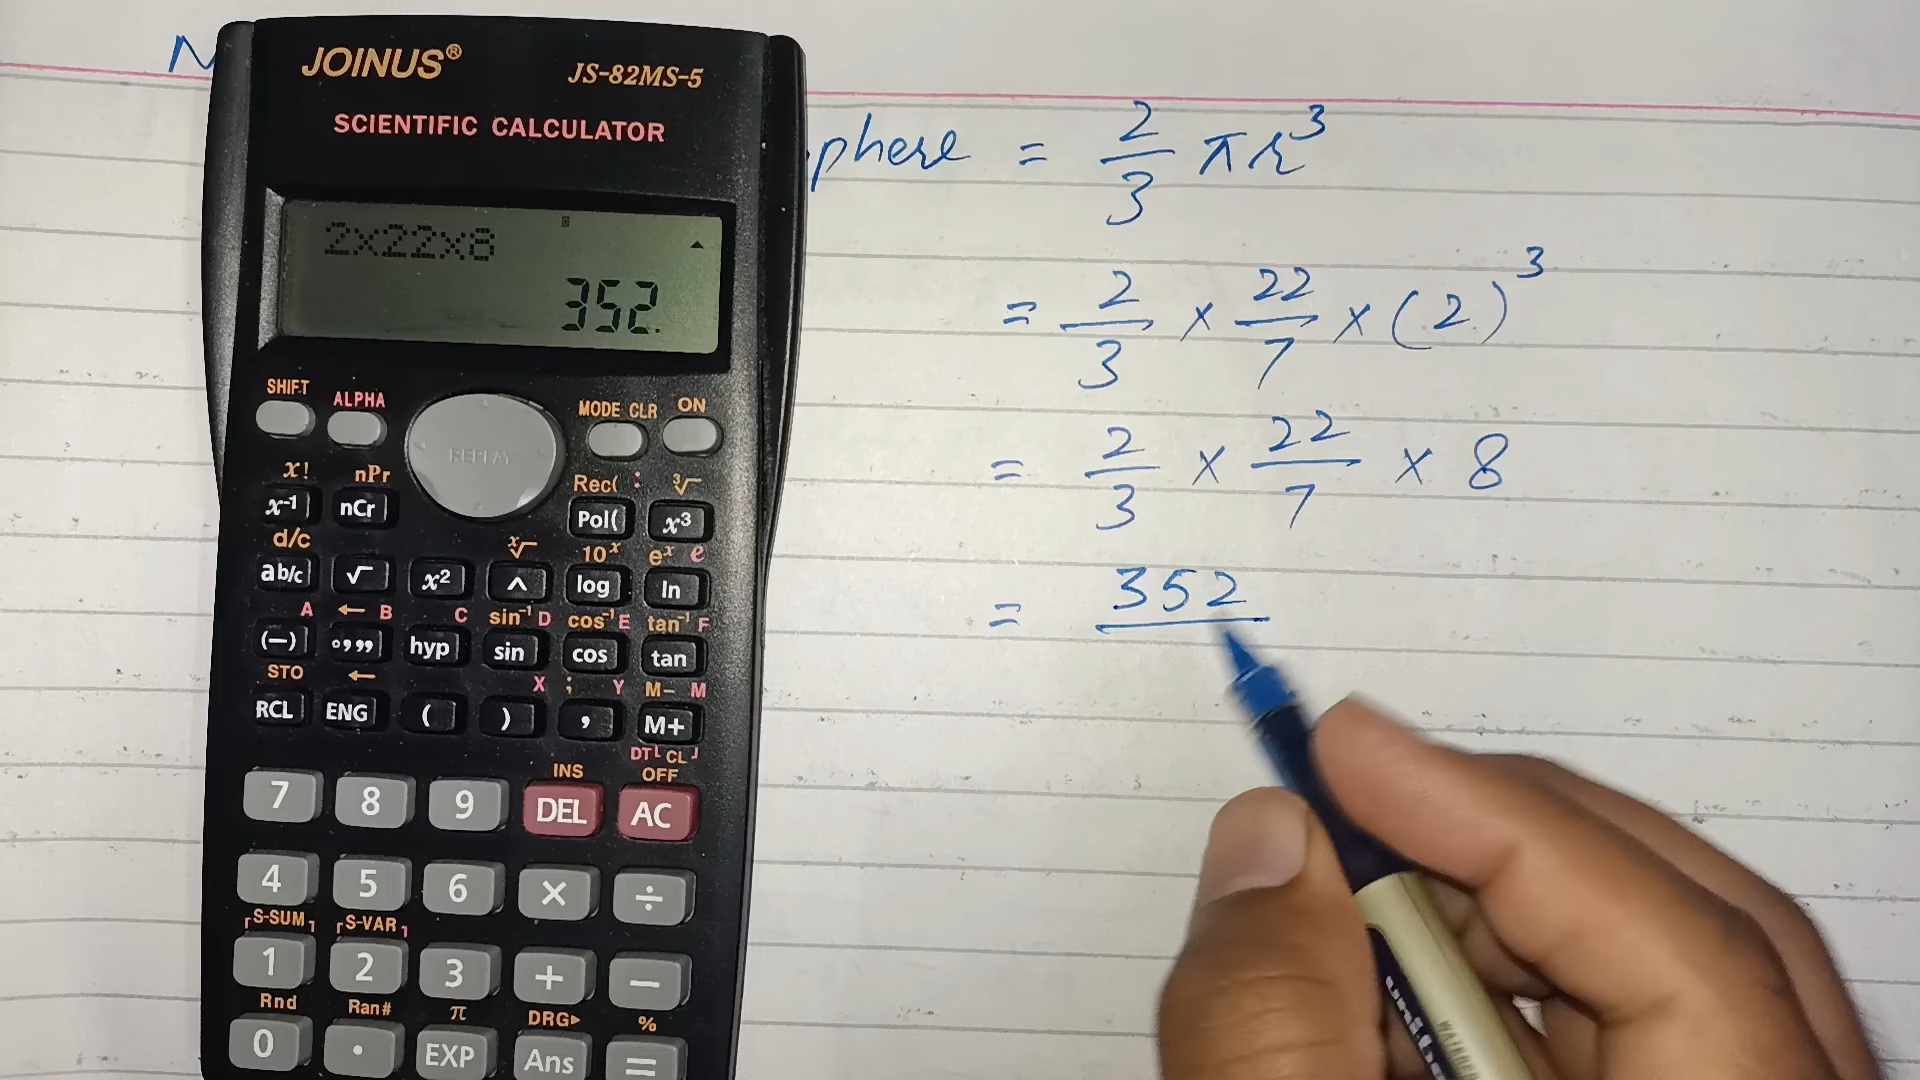 N
JOINUS®
JS-82MS-5
SCIENTIFIC CALCULATOR
2x22x8
352.
SHIFT ALPHA MODE CLR ON
REPLAY
x! nPr Rec( : ³√
x⁻¹ nCr Pol( x³
d/c ˣ√ 10ˣ eˣ e
ab/c √ x² ^ log ln
A ← B C sin⁻¹ D cos⁻¹ E tan⁻¹ F
(−) °,,, hyp sin cos tan
STO ← X ; Y M− M
RCL ENG ( ) , M+
DT CL
INS OFF
7 8 9 DEL AC
4 5 6 × ÷
S-SUM S-VAR
1 2 3 + −
Rnd Ran# π DRG▸ %
0 · EXP Ans =
phere = 2/3 πr³
= 2/3 × 22/7 × (2)³
= 2/3 × 22/7 × 8
= 352